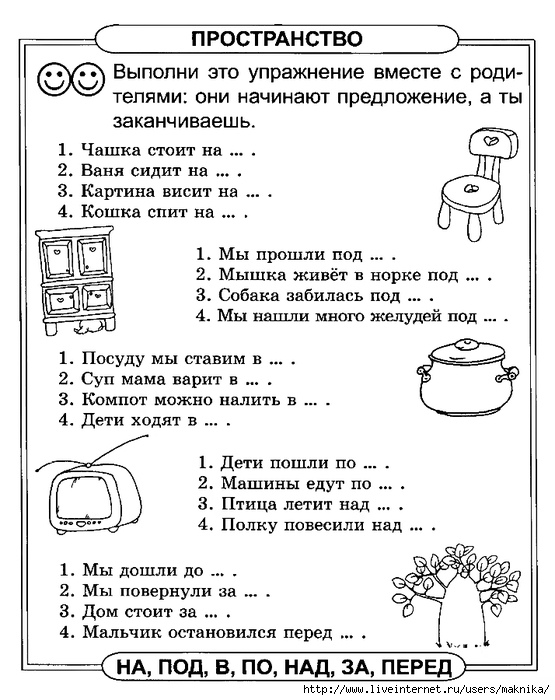 ПРОСТРАНСТВО
Выполни это упражнение вместе с роди-
телями: они начинают предложение, а ты
заканчиваешь.
1. Чашка стоит на ... .
2. Ваня сидит на ... .
3. Картина висит на ... .
4. Кошка спит на ... .
1. Мы прошли под ... .
2. Мышка живёт в норке под ... .
3. Собака забилась под ... .
4. Мы нашли много желудей под ... .
1. Посуду мы ставим в ... .
2. Суп мама варит в ... .
3. Компот можно налить в ... .
4. Дети ходят в ... .
1. Дети пошли по ... .
2. Машины едут по ... .
3. Птица летит над ... .
4. Полку повесили над ... .
1. Мы дошли до ... .
2. Мы повернули за ... .
3. Дом стоит за ... .
4. Мальчик остановился перед ... .
НА, ПОД, В, ПО, НАД, ЗА, ПЕРЕД
http://www.liveinternet.ru/users/maknika/